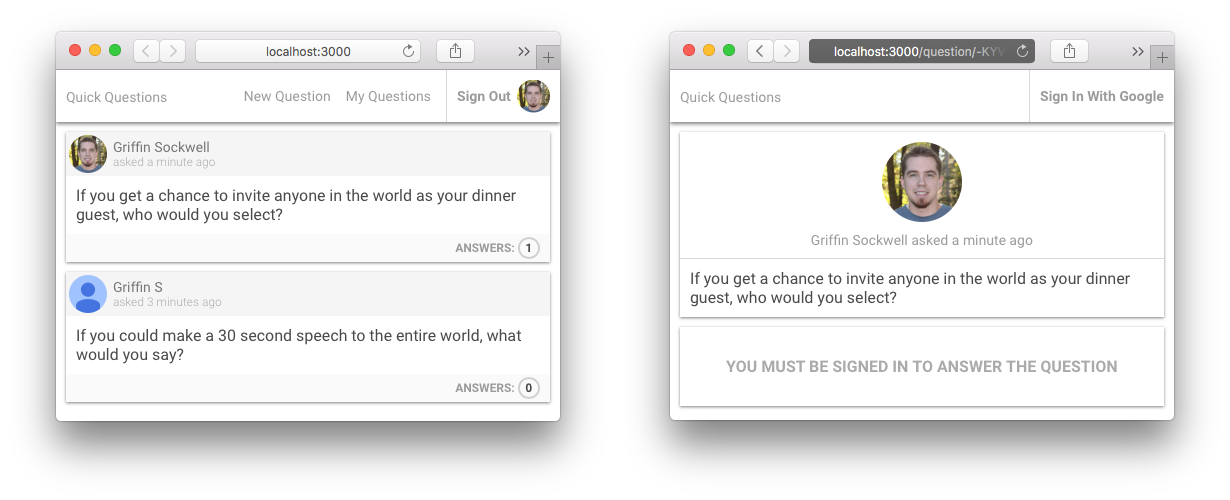 localhost:3000
Quick Questions
New Question
My Questions
Sign Out
Griffin Sockwell
asked a minute ago
If you get a chance to invite anyone in the world as your dinner
guest, who would you select?
ANSWERS: 1
Griffin S
asked 3 minutes ago
If you could make a 30 second speech to the entire world, what
would you say?
ANSWERS: 0
localhost:3000/question/-KYV
Quick Questions
Sign In With Google
Griffin Sockwell asked a minute ago
If you get a chance to invite anyone in the world as your dinner
guest, who would you select?
YOU MUST BE SIGNED IN TO ANSWER THE QUESTION